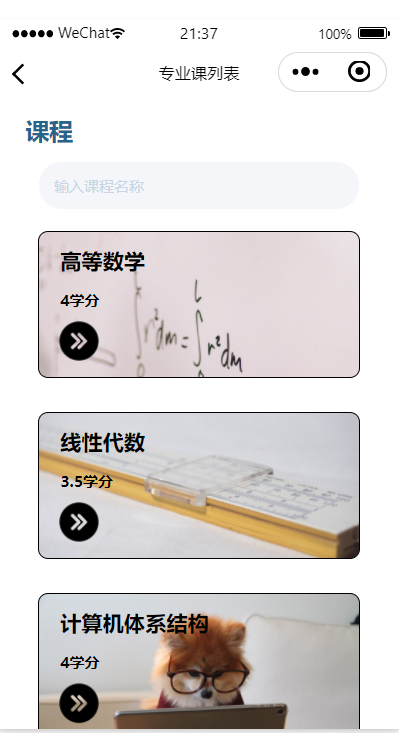 ●●●●● WeChat 21:37 100%
专业课列表
课程
输入课程名称
高等数学
4学分
∫ r²dm = ∫ r²dm
线性代数
3.5学分
计算机体系结构
4学分